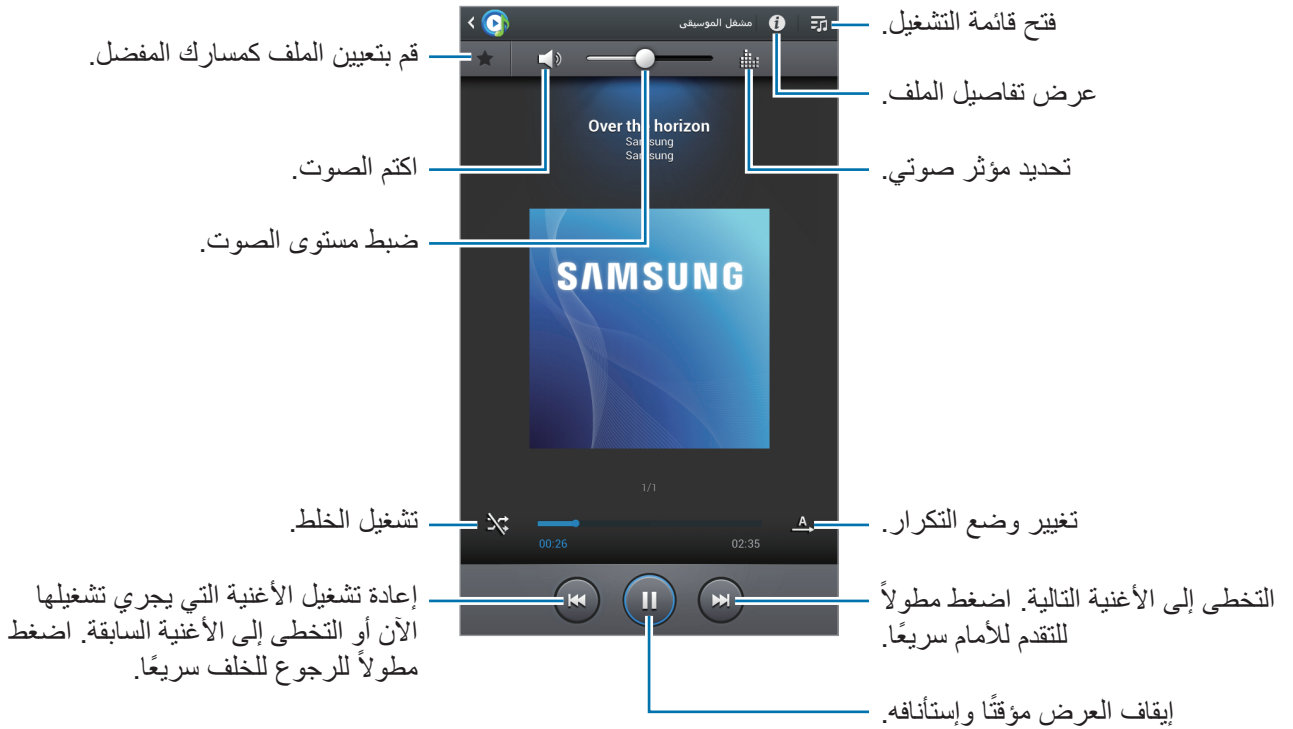 مشغل الموسيقى
فتح قائمة التشغيل.
قم بتعيين الملف كمسارك المفضل.
عرض تفاصيل الملف.
Over the horizon
Samsung
Samsung
تحديد مؤثر صوتي.
اكتم الصوت.
ضبط مستوى الصوت.
SAMSUNG
1/1
تغيير وضع التكرار.
تشغيل الخلط.
A
00:26
02:35
التخطى إلى الأغنية التالية. اضغط مطولاً
للتقدم للأمام سريعًا.
إعادة تشغيل الأغنية التي يجري تشغيلها
الآن أو التخطى إلى الأغنية السابقة. اضغط
مطولاً للرجوع للخلف سريعًا.
إيقاف العرض مؤقتًا وإستأنافه.